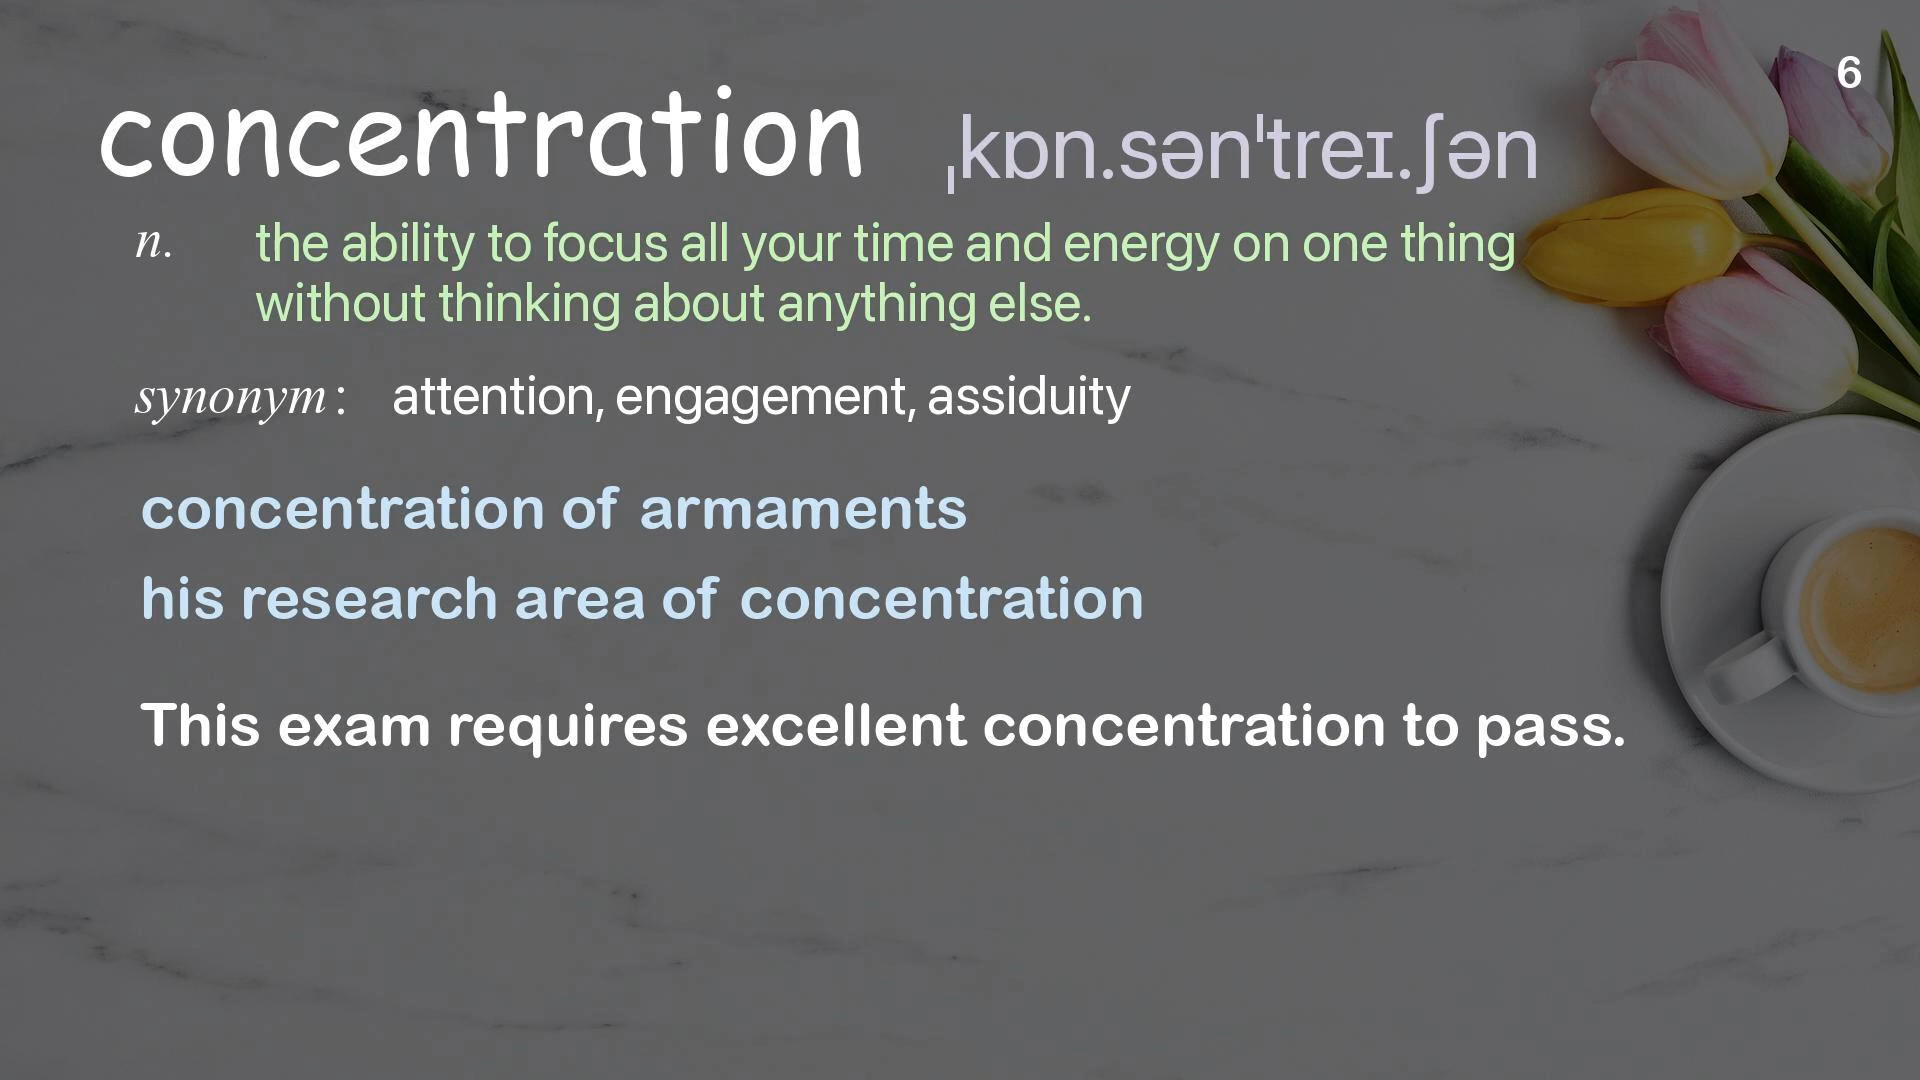 6
concentration ˌkɒn.sənˈtreɪ.ʃən
n. the ability to focus all your time and energy on one thing
without thinking about anything else.
synonym: attention, engagement, assiduity
concentration of armaments
his research area of concentration
This exam requires excellent concentration to pass.